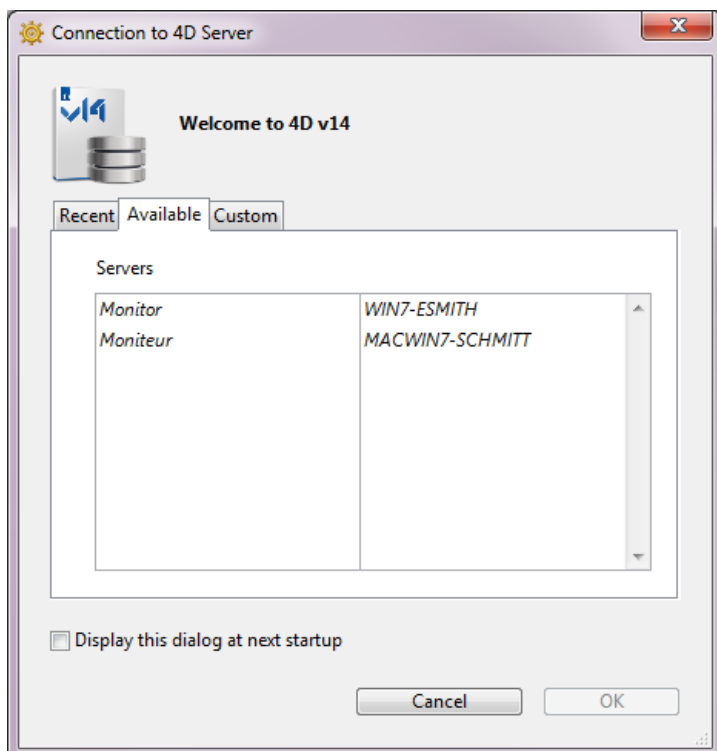 Connection to 4D Server
v14
Welcome to 4D v14
Recent Available Custom
Servers
Monitor WIN7-ESMITH
Moniteur MACWIN7-SCHMITT
Display this dialog at next startup
Cancel OK